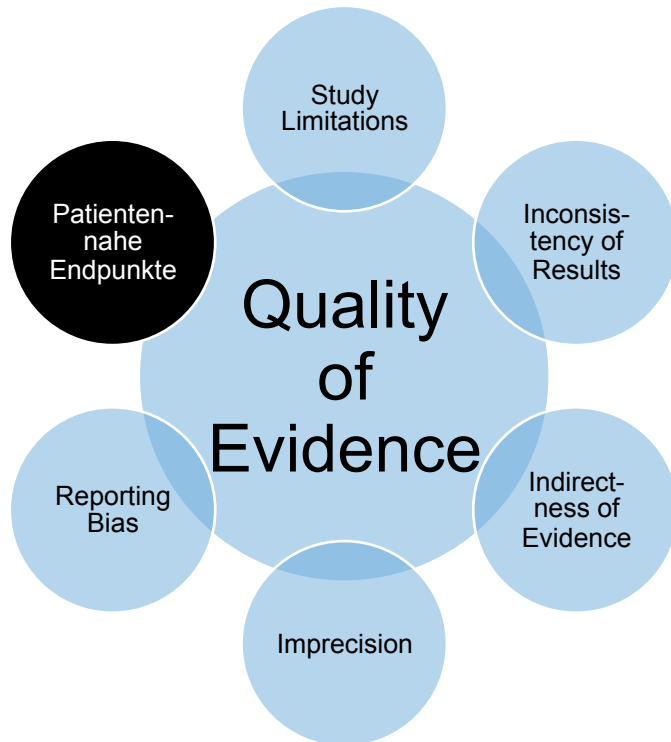 Study
Limitations
Patienten-
nahe
Endpunkte
Inconsis-
tency of
Results
Quality
of
Evidence
Reporting
Bias
Indirect-
ness of
Evidence
Imprecision